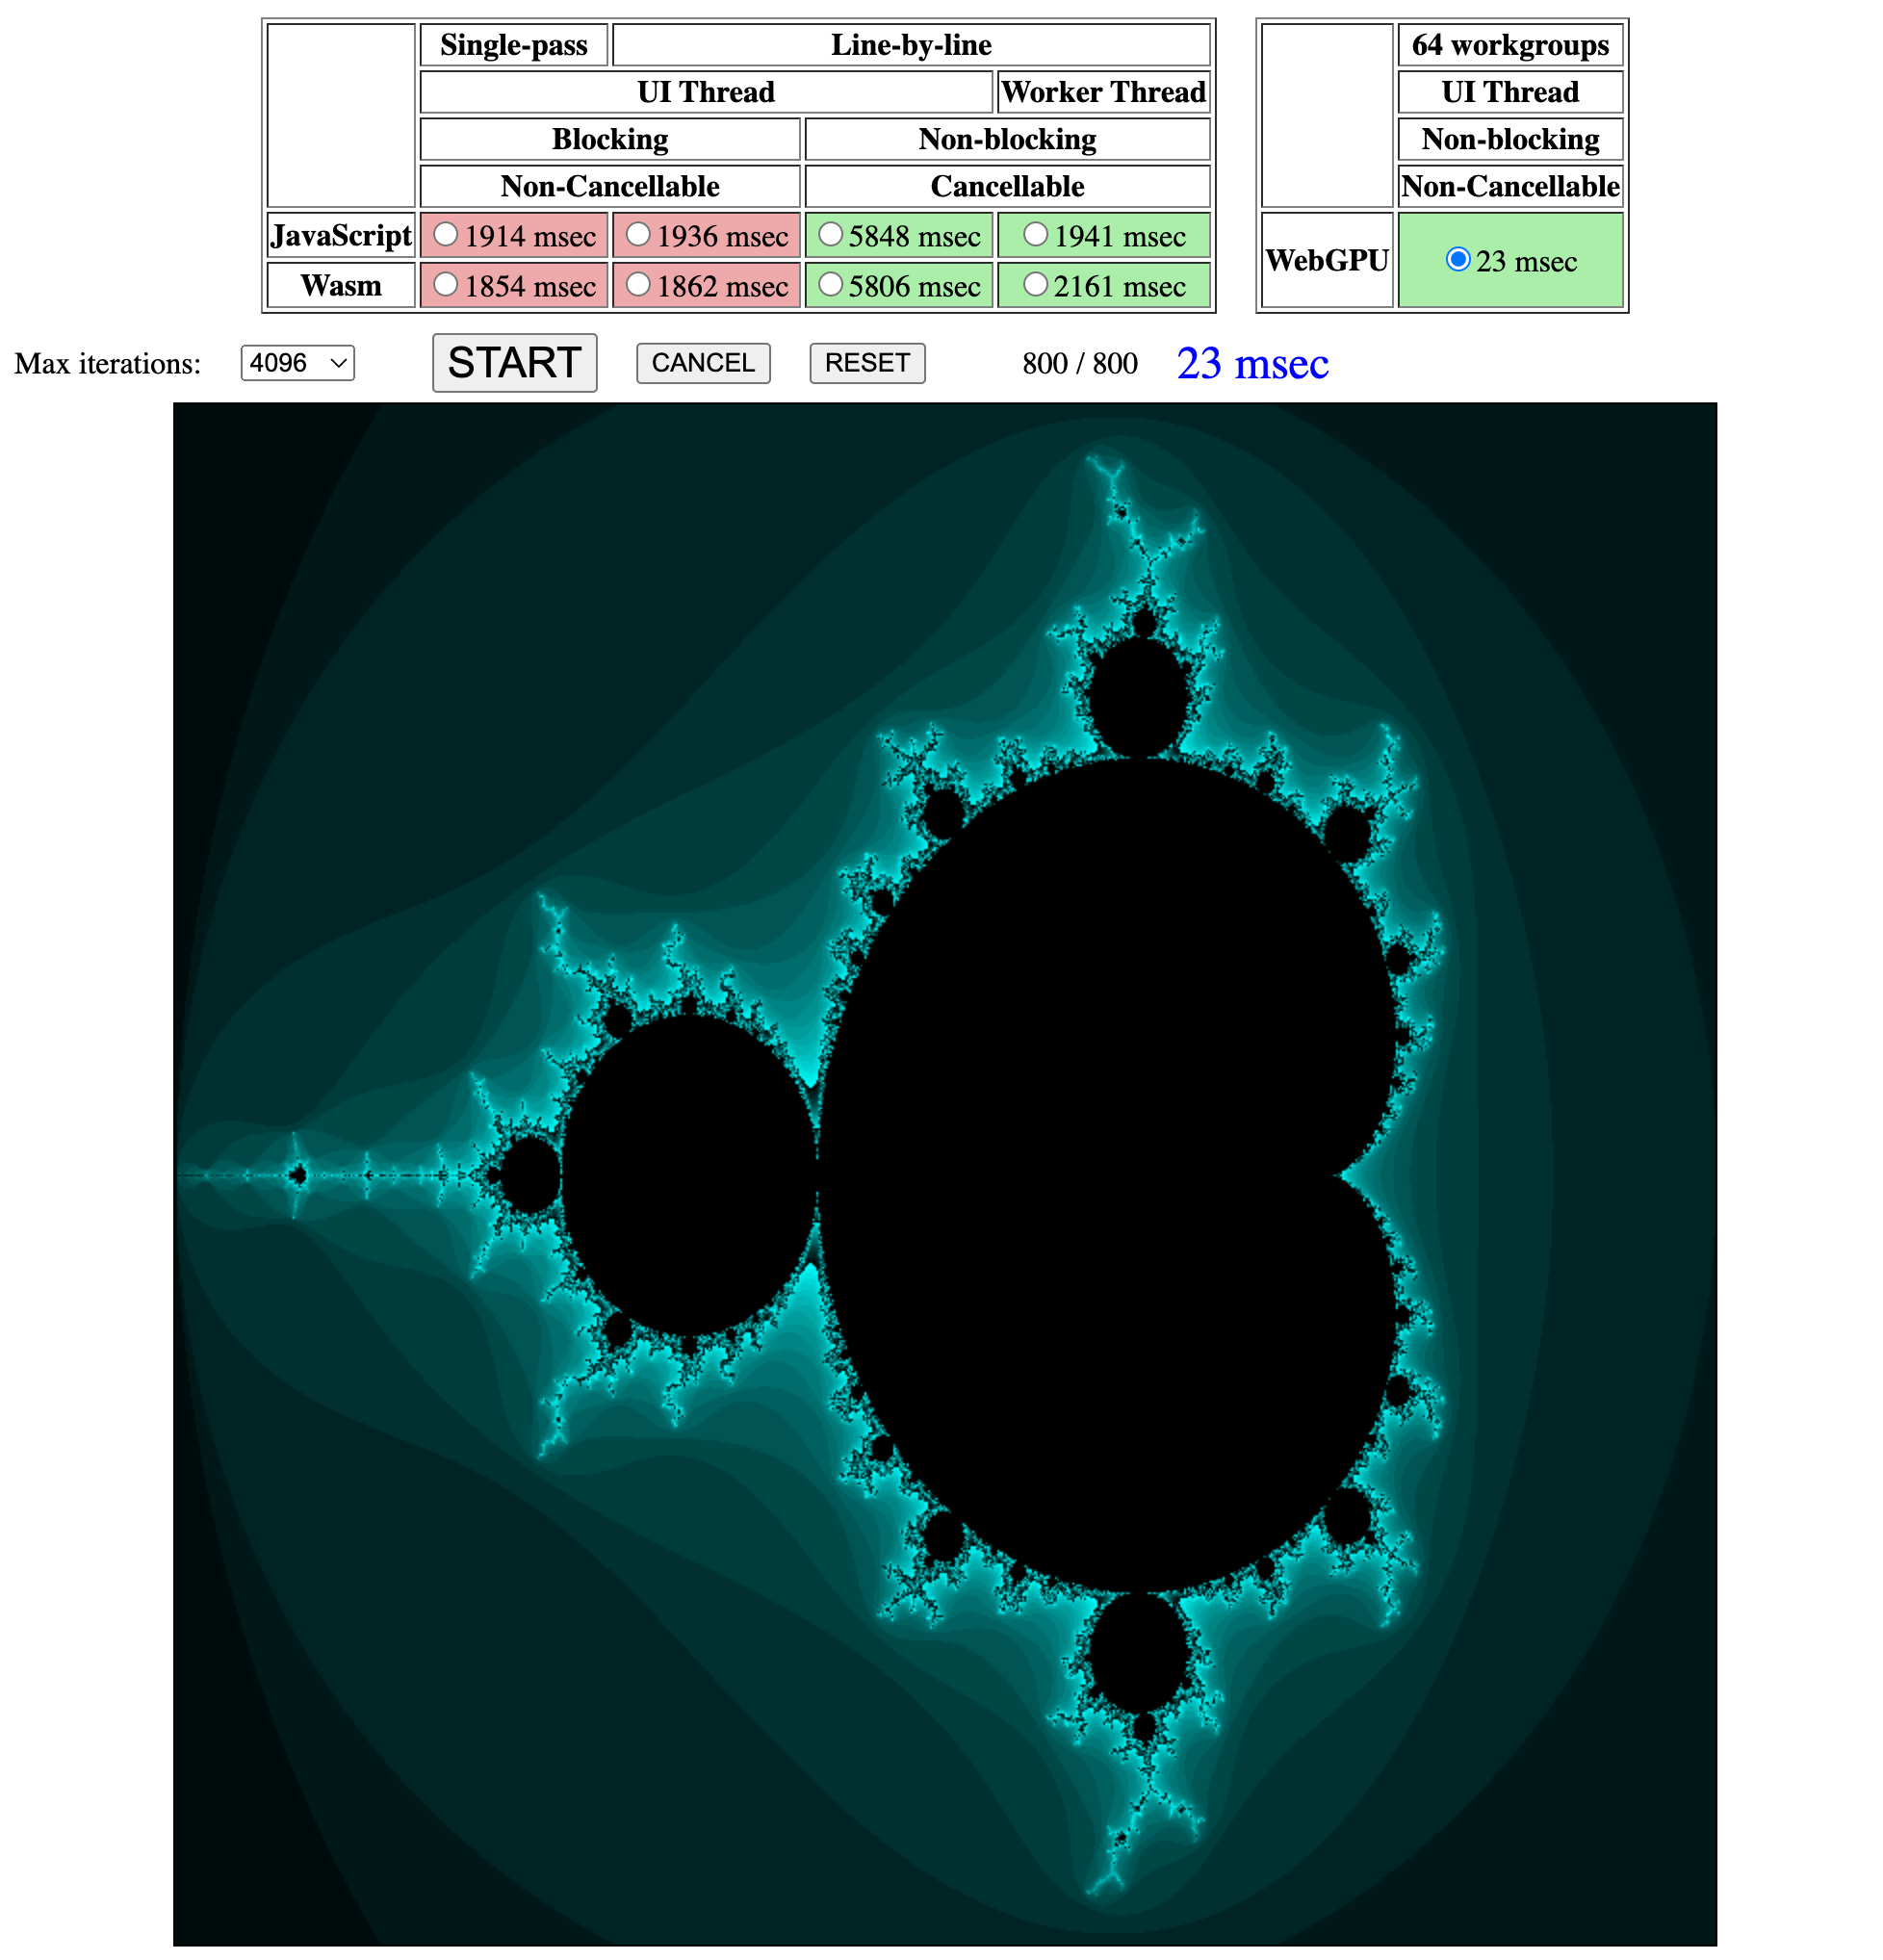 Single-pass Line-by-line 64 workgroups
UI Thread Worker Thread UI Thread
Blocking Non-blocking Non-blocking
Non-Cancellable Cancellable Non-Cancellable
JavaScript 1914 msec 1936 msec 5848 msec 1941 msec
WebGPU 23 msec
Wasm 1854 msec 1862 msec 5806 msec 2161 msec
Max iterations: 4096 START CANCEL RESET 800 / 800 23 msec